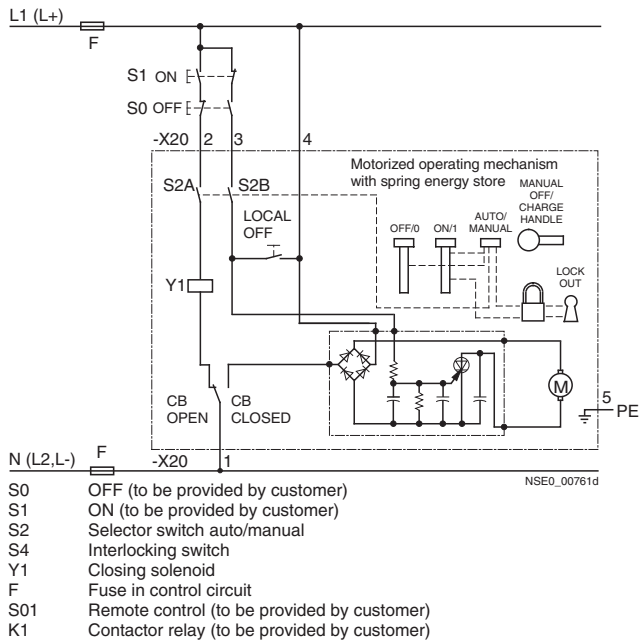 L1 (L+)
F
S1 ON
S0 OFF
-X20 2 3 4
Motorized operating mechanism
with spring energy store
S2A S2B
MANUAL
OFF/
CHARGE
HANDLE
LOCAL
OFF
OFF/0 ON/1 AUTO/
MANUAL
LOCK
OUT
Y1
M
CB
OPEN
CB
CLOSED
5
PE
N (L2,L-) F -X20 1
NSE0_00761d
S0 OFF (to be provided by customer)
S1 ON (to be provided by customer)
S2 Selector switch auto/manual
S4 Interlocking switch
Y1 Closing solenoid
F Fuse in control circuit
S01 Remote control (to be provided by customer)
K1 Contactor relay (to be provided by customer)